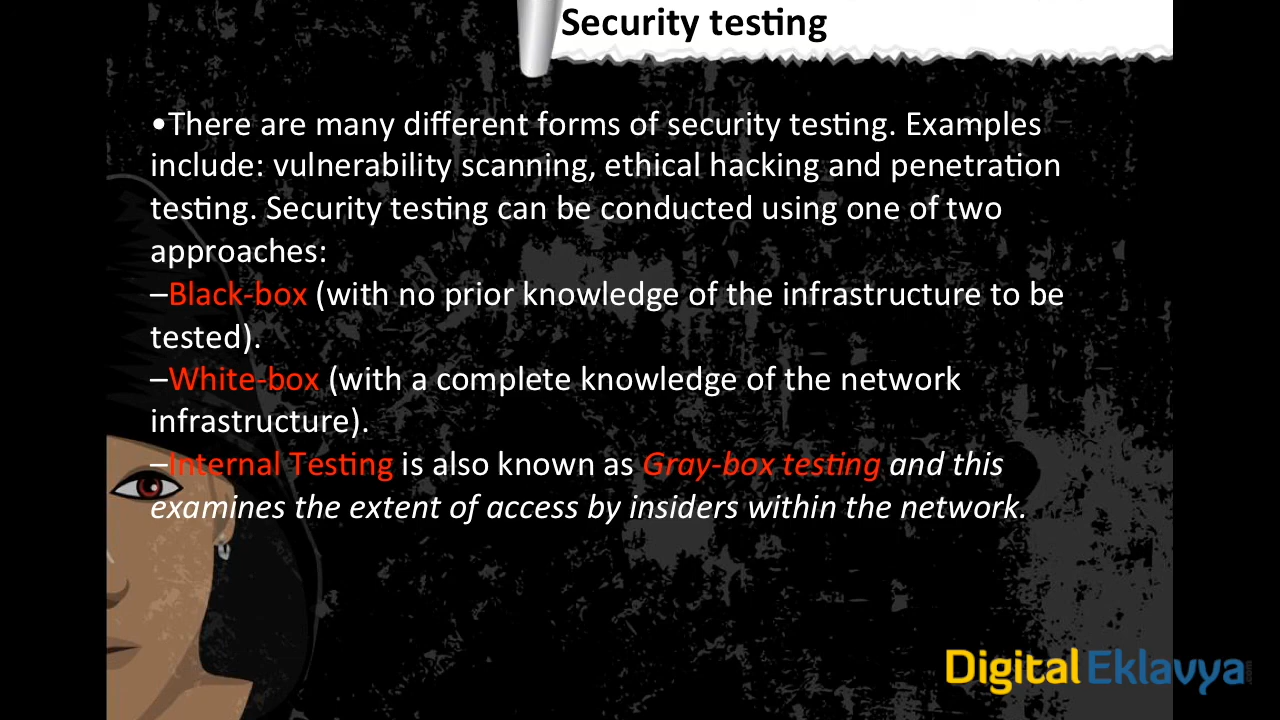 Security testing
•There are many different forms of security testing. Examples
include: vulnerability scanning, ethical hacking and penetration
testing. Security testing can be conducted using one of two
approaches:
–Black-box (with no prior knowledge of the infrastructure to be
tested).
–White-box (with a complete knowledge of the network
infrastructure).
–Internal Testing is also known as Gray-box testing and this
examines the extent of access by insiders within the network.
Digital Eklavya .com